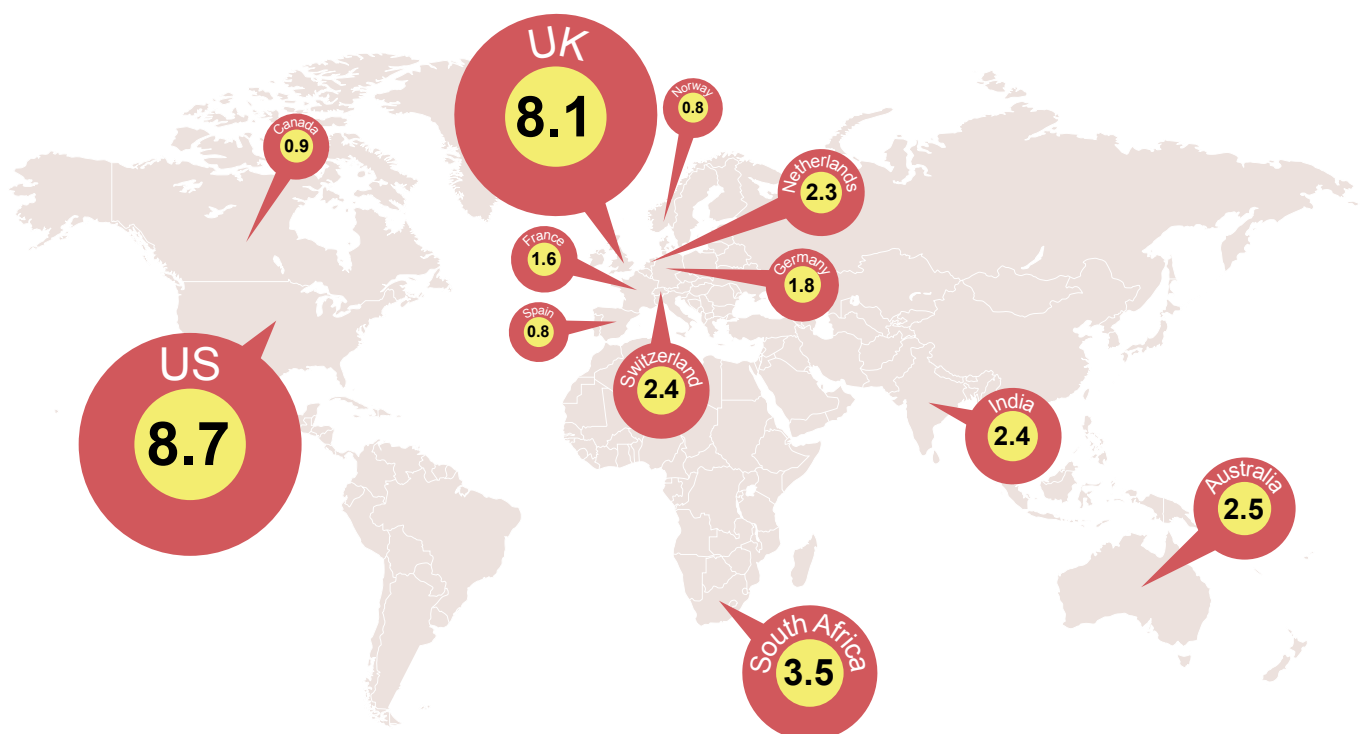 UK
8.1
Norway
0.8
Canada
0.9
Netherlands
2.3
France
1.6
Germany
1.8
Spain
0.8
US
8.7
Switzerland
2.4
India
2.4
Australia
2.5
South Africa
3.5